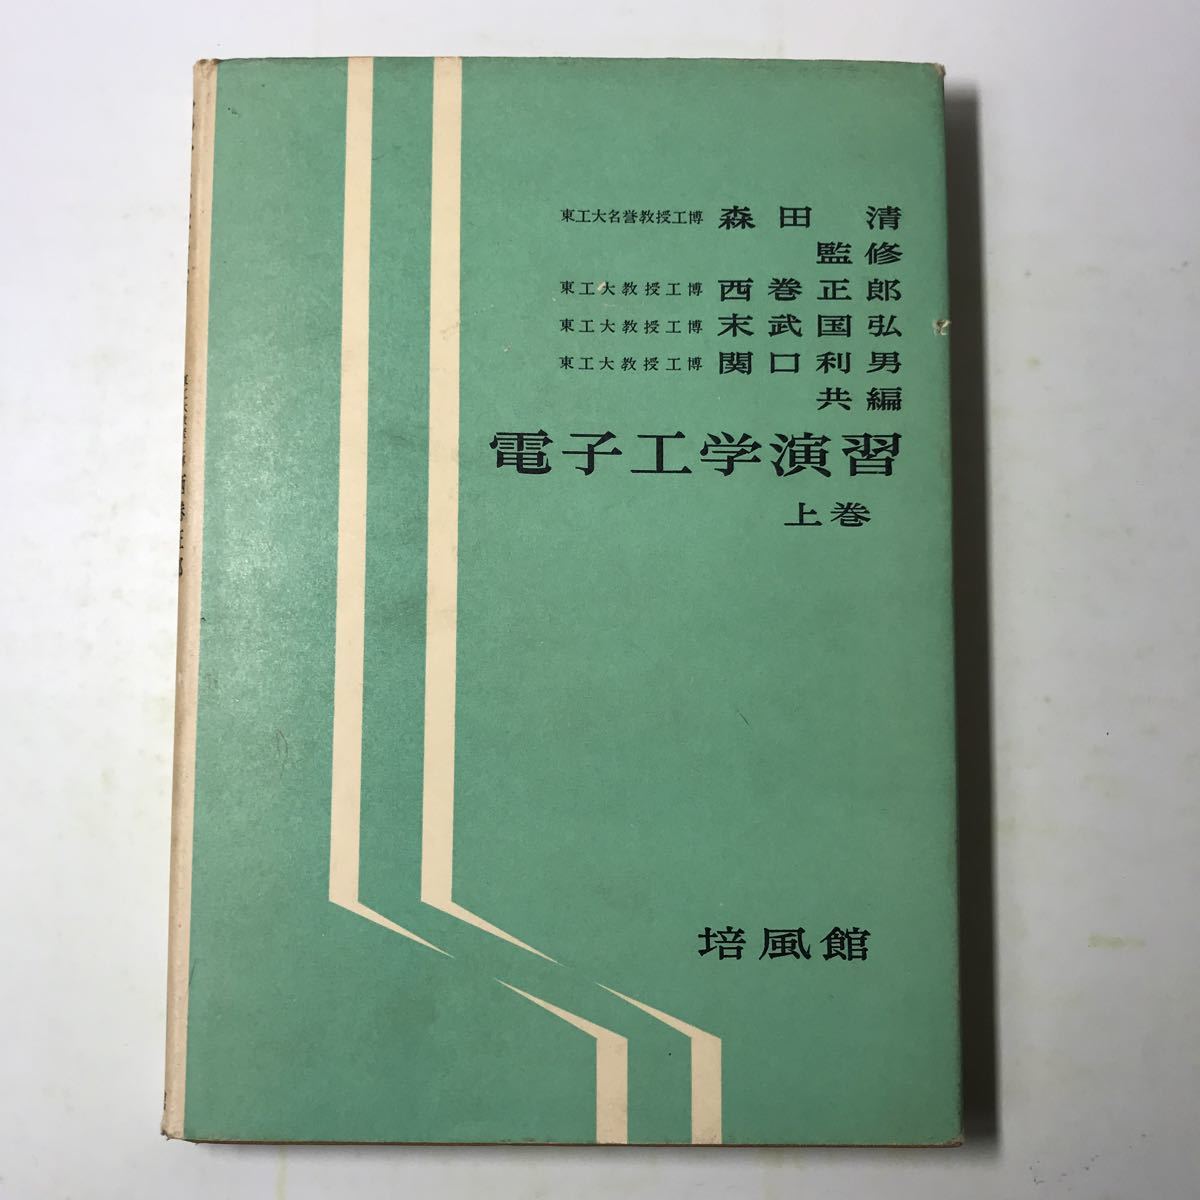 東工大名誉教授工博 森田 清
監修
東工大教授工博 西巻正郎
東工大教授工博 末武国弘
東工大教授工博 関口利男
共編
電子工学演習
上巻
培風館